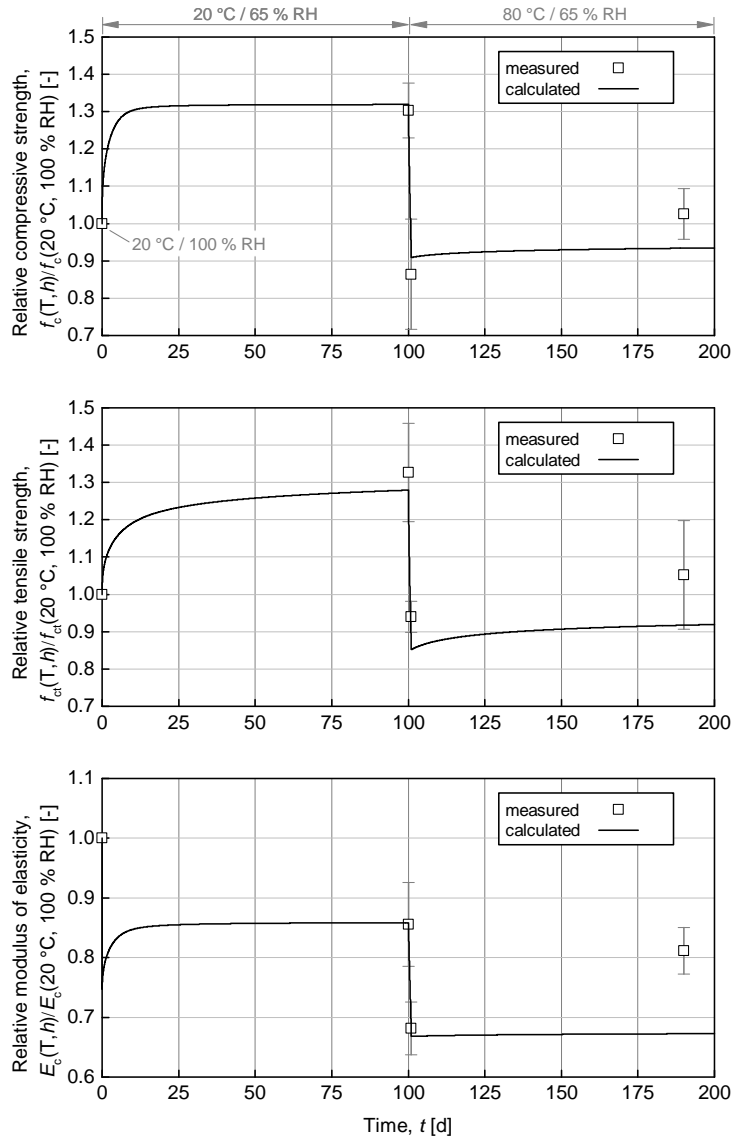 20 °C / 65 % RH 80 °C / 65 % RH
Relative compressive strength,
f_c(T,h)/f_c(20 °C, 100 % RH) [-]
1.5
1.4
1.3
1.2
1.1
1.0
0.9
0.8
0.7
measured
calculated
20 °C / 100 % RH
0 25 50 75 100 125 150 175 200
Relative tensile strength,
f_ct(T,h)/f_ct(20 °C, 100 % RH) [-]
1.5
1.4
1.3
1.2
1.1
1.0
0.9
0.8
0.7
measured
calculated
0 25 50 75 100 125 150 175 200
Relative modulus of elasticity,
E_c(T,h)/E_c(20 °C, 100 % RH) [-]
1.1
1.0
0.9
0.8
0.7
0.6
measured
calculated
0 25 50 75 100 125 150 175 200
Time, t [d]